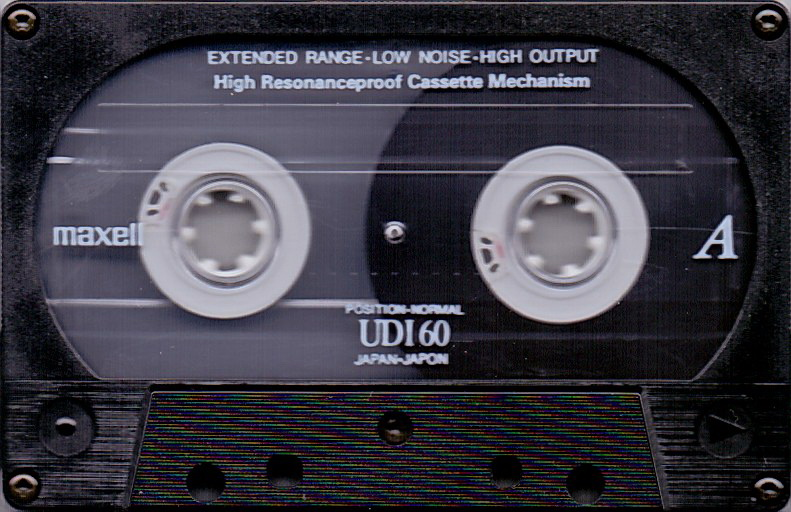 EXTENDED RANGE-LOW NOISE-HIGH OUTPUT
High Resonanceproof Cassette Mechanism
maxell
A
POSITION-NORMAL
UDI 60
JAPAN-JAPON